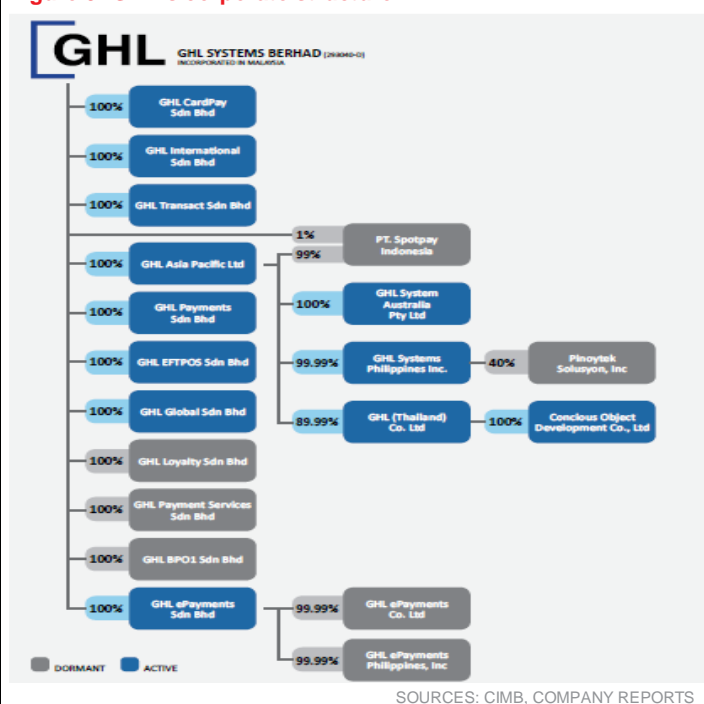 corporate structure
GHL GHL SYSTEMS BERHAD (293040-D)
INCORPORATED IN MALAYSIA
100% GHL CardPay
Sdn Bhd
100% GHL International
Sdn Bhd
100% GHL Transact Sdn Bhd
1%
99%
PT. Spotpay
Indonesia
100% GHL Asia Pacific Ltd
100% GHL System
Australia
Pty Ltd
100% GHL Payments
Sdn Bhd
99.99% GHL Systems
Philippines Inc.
40% Pinoytek
Solusyon, Inc
100% GHL EFTPOS Sdn Bhd
89.99% GHL (Thailand)
Co. Ltd
100% Concious Object
Development Co., Ltd
100% GHL Global Sdn Bhd
100% GHL Loyalty Sdn Bhd
100% GHL Payment Services
Sdn Bhd
100% GHL BPO1 Sdn Bhd
100% GHL ePayments
Sdn Bhd
99.99% GHL ePayments
Co. Ltd
99.99% GHL ePayments
Philippines, Inc
DORMANT ACTIVE
SOURCES: CIMB, COMPANY REPORTS